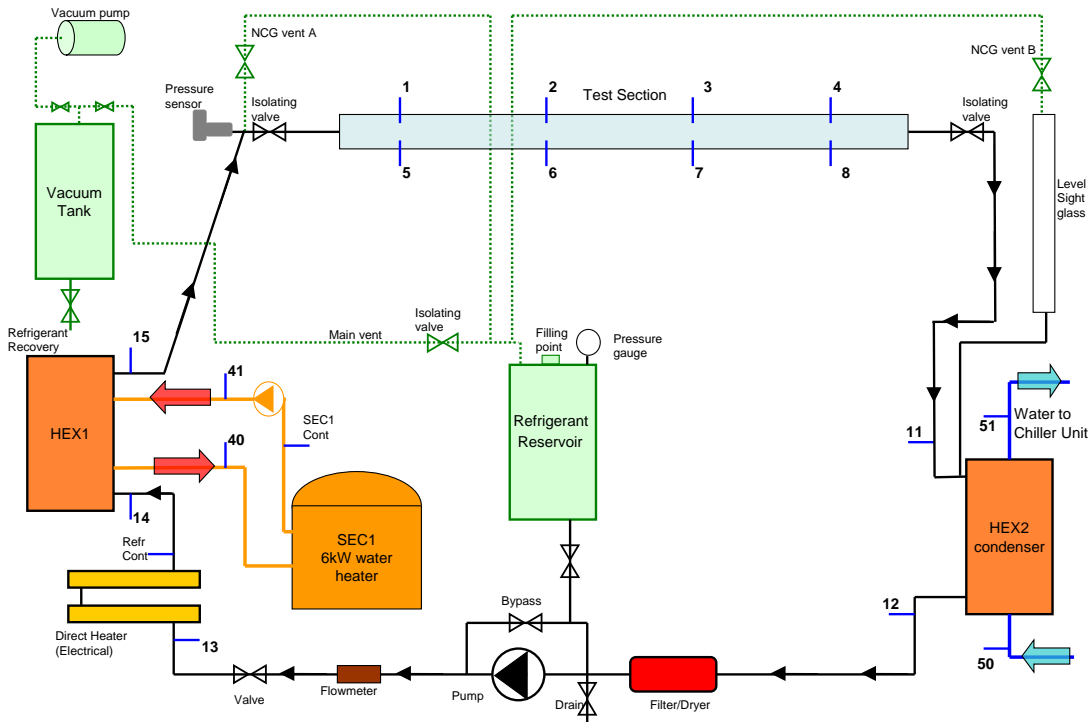 Vacuum pump
NCG vent A
NCG vent B
Pressure
sensor
Isolating
valve
1
2
3
4
Test Section
Isolating
valve
5
6
7
8
Vacuum
Tank
Level
Sight
glass
Refrigerant
Recovery
15
Main vent
Isolating
valve
Filling
point
Pressure
gauge
41
HEX1
SEC1
Cont
40
Refrigerant
Reservoir
11
51
Water to
Chiller Unit
14
Refr
Cont
SEC1
6kW water
heater
HEX2
condenser
Bypass
12
Direct Heater
(Electrical)
13
50
Valve
Flowmeter
Pump
Drain
Filter/Dryer